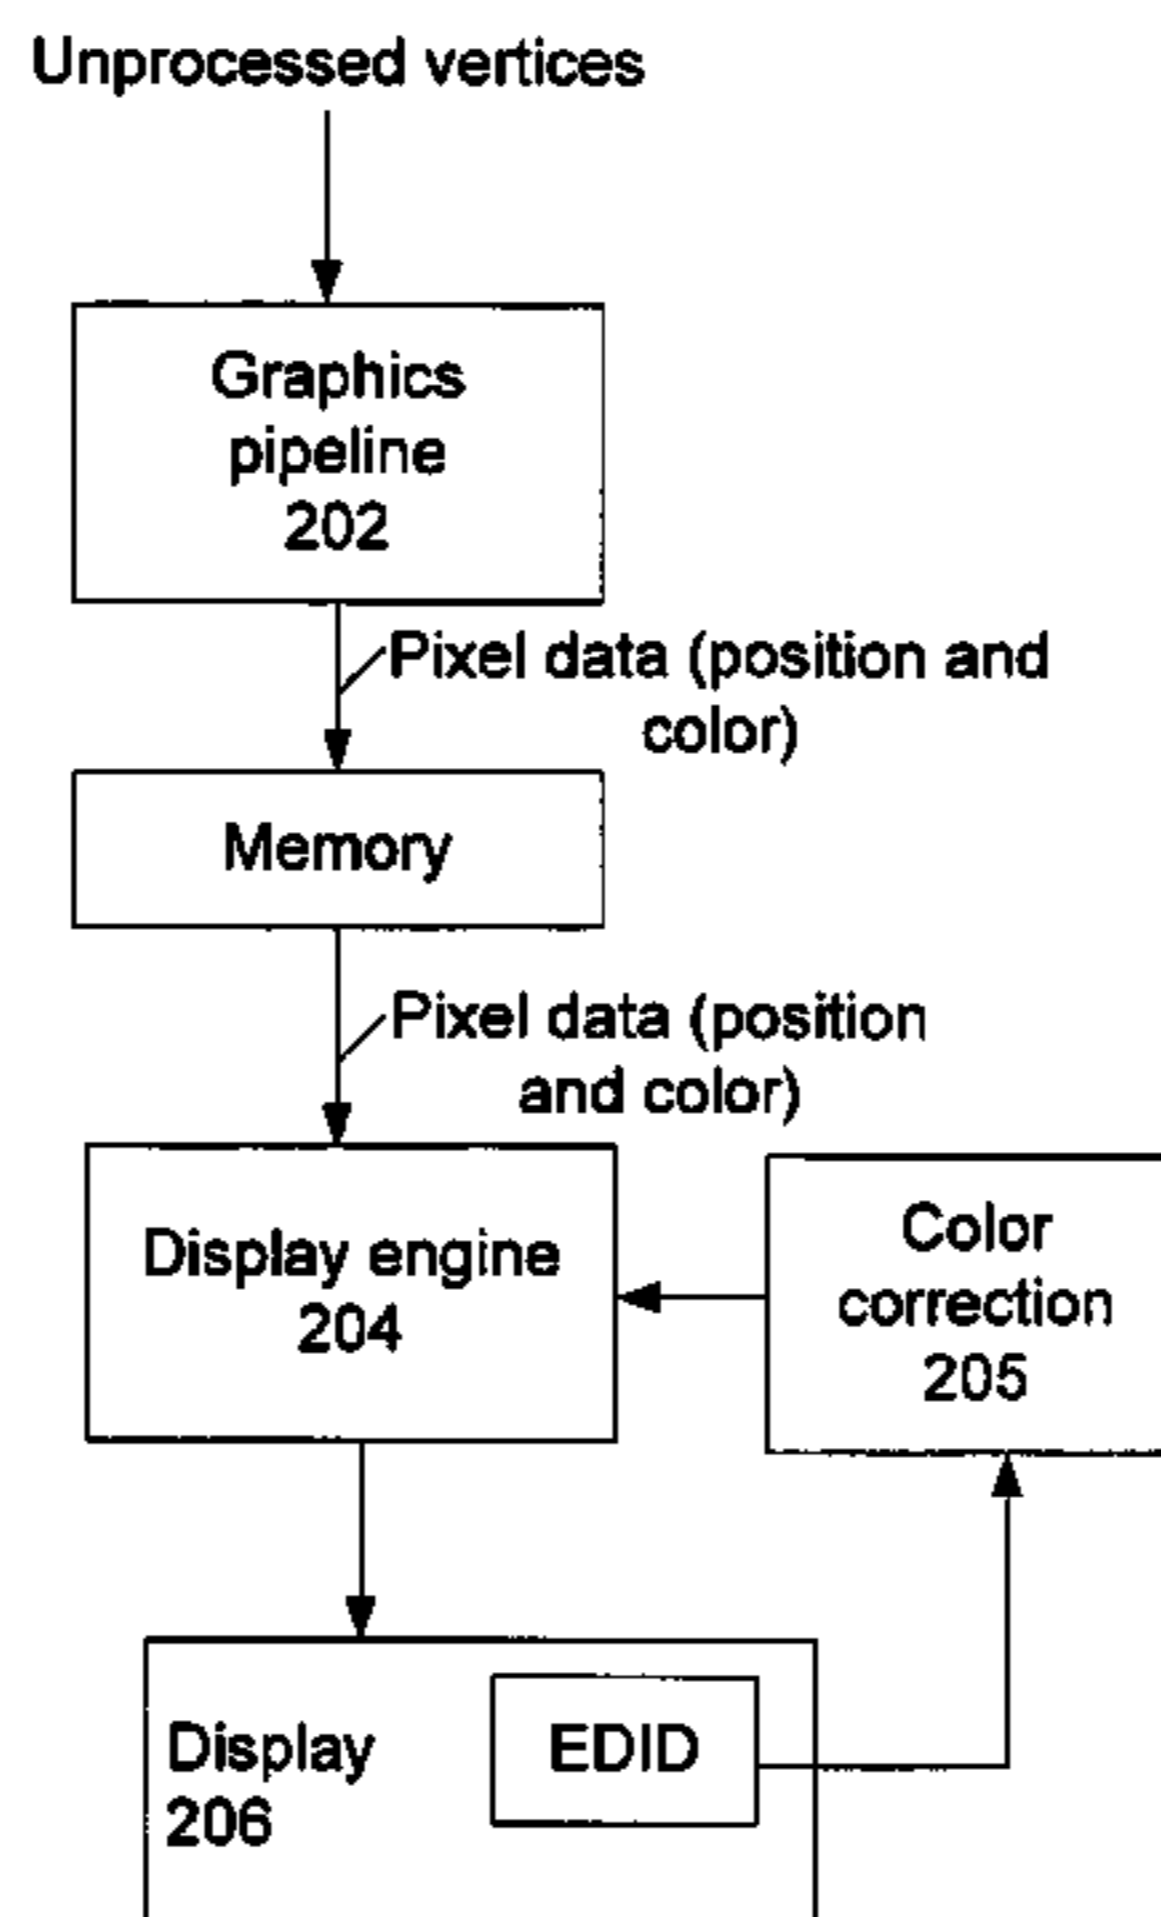 Unprocessed vertices
Graphics
pipeline
202
Pixel data (position and
color)
Memory
Pixel data (position
and color)
Display engine
204
Color
correction
205
Display
206
EDID